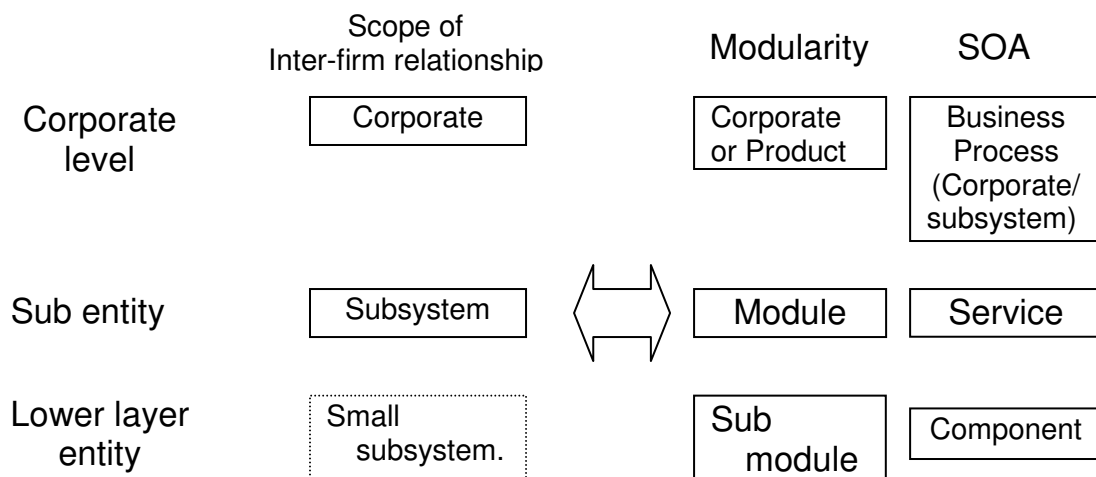 Scope of
Inter-firm relationship
Modularity
SOA
Corporate
level
Corporate
Corporate
or Product
Business
Process
(Corporate/
subsystem)
Sub entity
Subsystem
Module
Service
Lower layer
entity
Small
subsystem.
Sub
module
Component